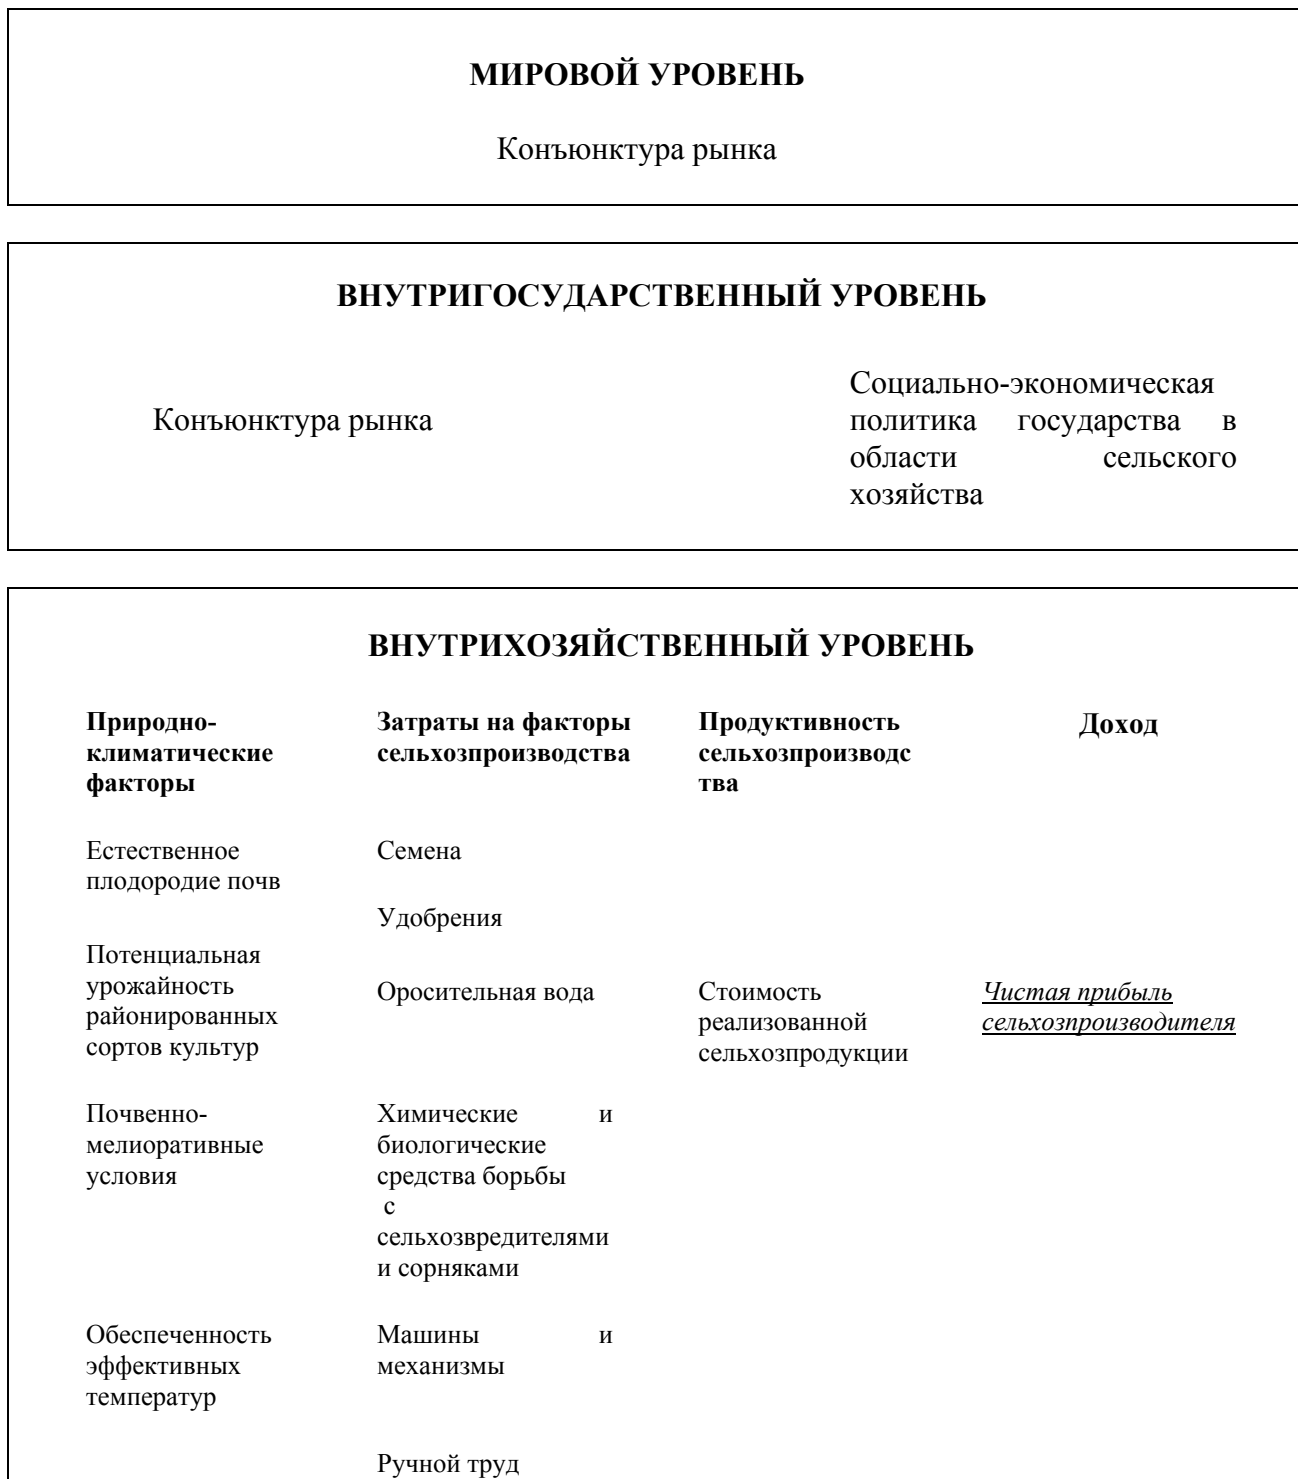 МИРОВОЙ УРОВЕНЬ
Конъюнктура рынка
ВНУТРИГОСУДАРСТВЕННЫЙ УРОВЕНЬ
Конъюнктура рынка
Социально-экономическая
политика государства в
области сельского
хозяйства
ВНУТРИХОЗЯЙСТВЕННЫЙ УРОВЕНЬ
Природно-
климатические
факторы
Естественное
плодородие почв
Потенциальная
урожайность
районированных
сортов культур
Почвенно-
мелиоративные
условия
Обеспеченность
эффективных
температур
Затраты на факторы
сельхозпроизводства
Семена
Удобрения
Оросительная вода
Химические и
биологические
средства борьбы
с
сельхозвредителями
и сорняками
Машины и
механизмы
Ручной труд
Продуктивность
сельхозпроизводс
тва
Стоимость
реализованной
сельхозпродукции
Доход
Чистая прибыль
сельхозпроизводителя